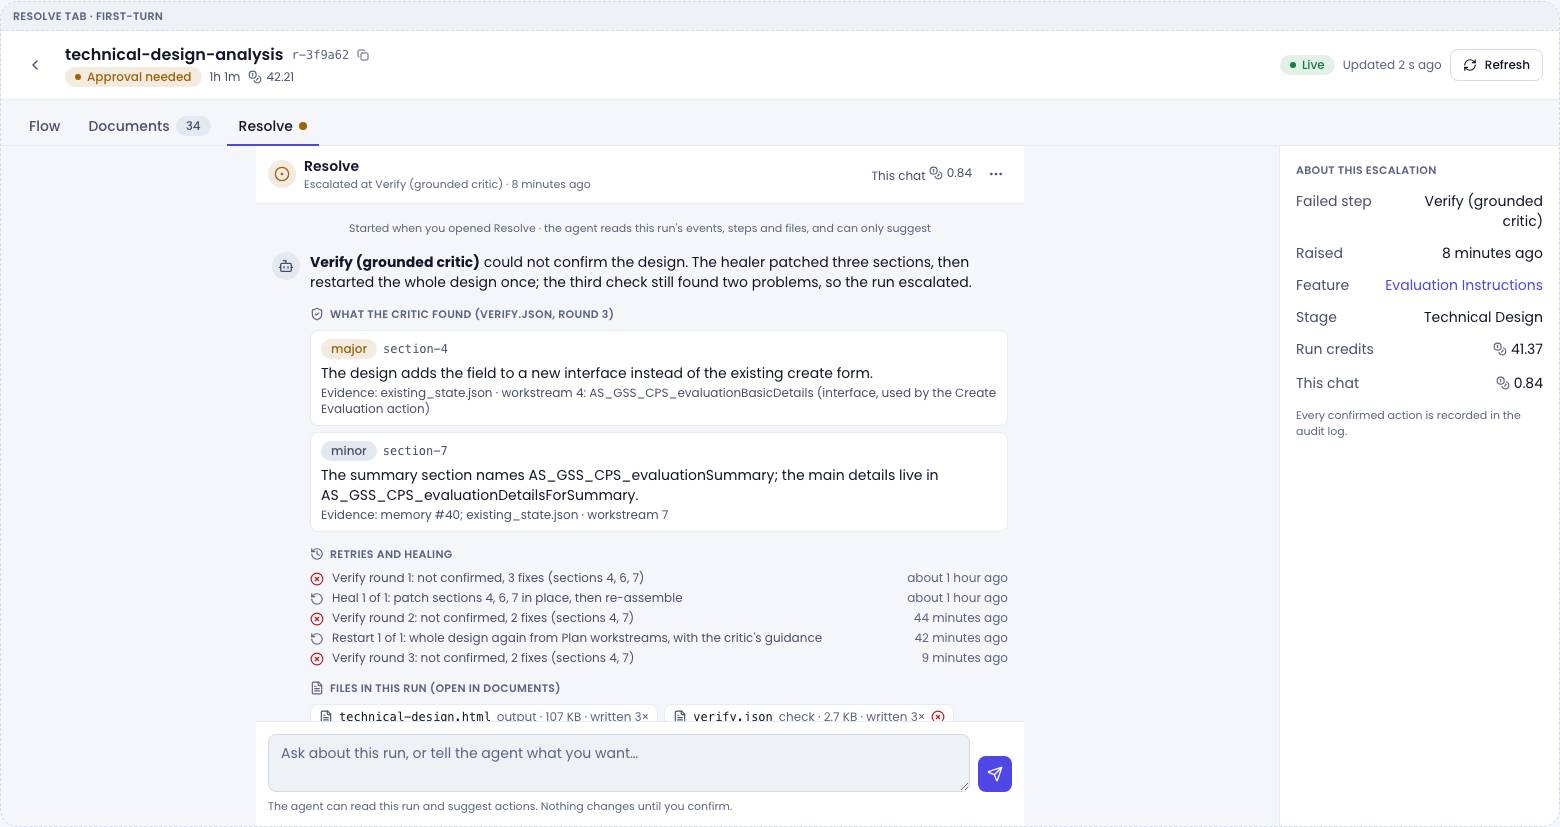 RESOLVE TAB · FIRST-TURN
technical-design-analysis r-3f9a62
Approval needed 1h 1m 42.21
Live Updated 2 s ago Refresh
Flow Documents 34 Resolve
Resolve
Escalated at Verify (grounded critic) · 8 minutes ago
This chat 0.84
Started when you opened Resolve · the agent reads this run's events, steps and files, and can only suggest
Verify (grounded critic) could not confirm the design. The healer patched three sections, then
restarted the whole design once; the third check still found two problems, so the run escalated.
WHAT THE CRITIC FOUND (VERIFY.JSON, ROUND 3)
major section-4
The design adds the field to a new interface instead of the existing create form.
Evidence: existing_state.json · workstream 4: AS_GSS_CPS_evaluationBasicDetails (interface, used by the Create
Evaluation action)
minor section-7
The summary section names AS_GSS_CPS_evaluationSummary; the main details live in
AS_GSS_CPS_evaluationDetailsForSummary.
Evidence: memory #40; existing_state.json · workstream 7
RETRIES AND HEALING
Verify round 1: not confirmed, 3 fixes (sections 4, 6, 7) about 1 hour ago
Heal 1 of 1: patch sections 4, 6, 7 in place, then re-assemble about 1 hour ago
Verify round 2: not confirmed, 2 fixes (sections 4, 7) 44 minutes ago
Restart 1 of 1: whole design again from Plan workstreams, with the critic's guidance 42 minutes ago
Verify round 3: not confirmed, 2 fixes (sections 4, 7) 9 minutes ago
FILES IN THIS RUN (OPEN IN DOCUMENTS)
technical-design.html output · 107 KB · written 3× verify.json check · 2.7 KB · written 3×
Ask about this run, or tell the agent what you want…
The agent can read this run and suggest actions. Nothing changes until you confirm.
ABOUT THIS ESCALATION
Failed step Verify (grounded
critic)
Raised 8 minutes ago
Feature Evaluation Instructions
Stage Technical Design
Run credits 41.37
This chat 0.84
Every confirmed action is recorded in the
audit log.